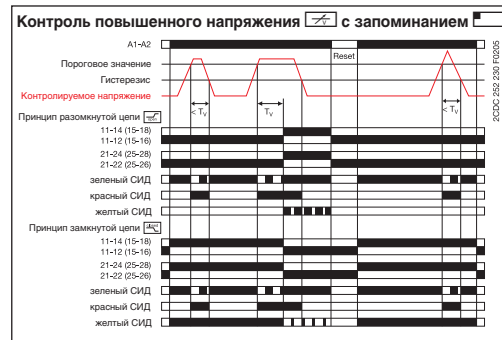 Контроль повышенного напряжения с запоминанием
A1-A2
Reset
Пороговое значение
Гистерезис
Контролируемое напряжение
< Tv
Tv
< Tv
Принцип разомкнутой цепи
11-14 (15-18)
11-12 (15-16)
21-24 (25-28)
21-22 (25-26)
зеленый СИД
красный СИД
желтый СИД
Принцип замкнутой цепи
11-14 (15-18)
11-12 (15-16)
21-24 (25-28)
21-22 (25-26)
зеленый СИД
красный СИД
желтый СИД
2CDC 252 230 F0205